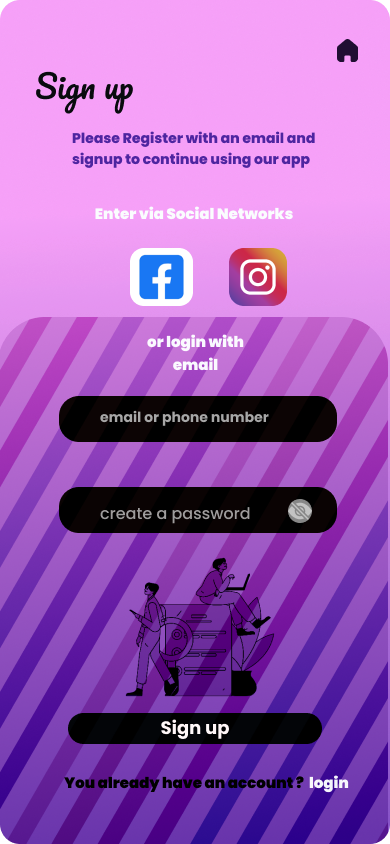 Sign up
Please Register with an email and
signup to continue using our app
Enter via Social Networks
or login with
email
email or phone number
create a password
Sign up
You already have an account ? login